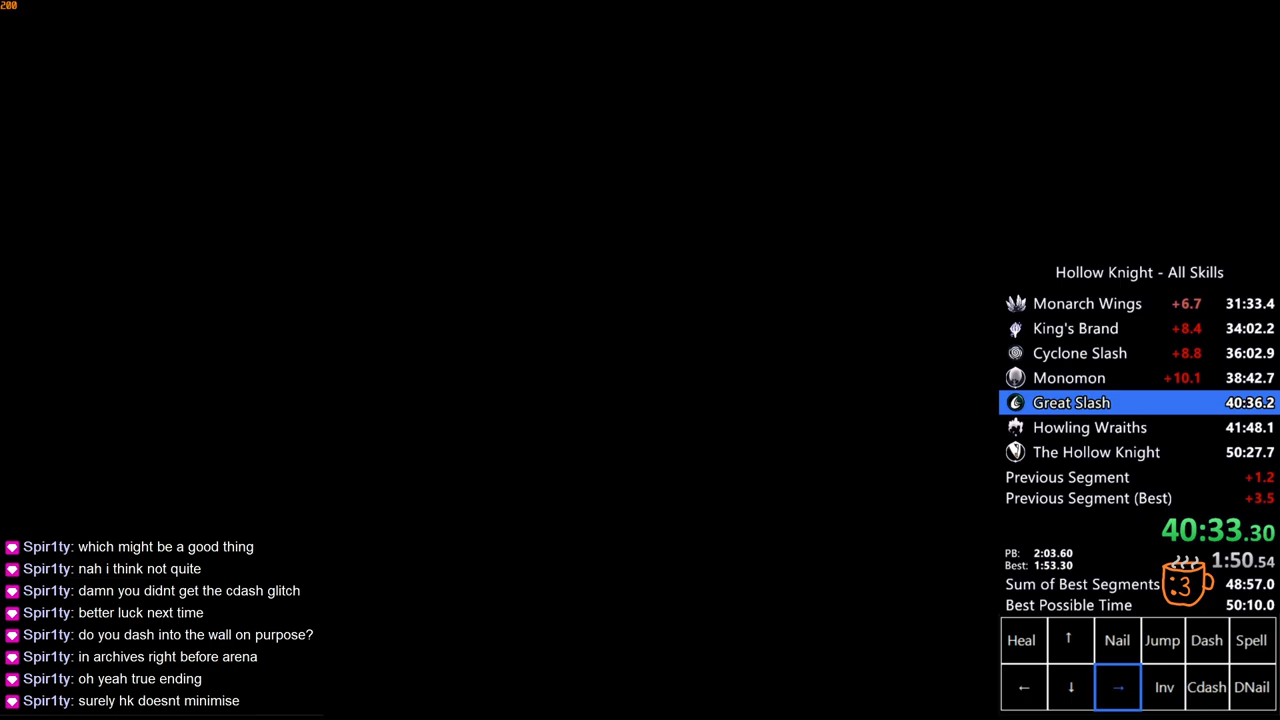 200
Hollow Knight - All Skills
Monarch Wings +6.7 31:33.4
King's Brand +8.4 34:02.2
Cyclone Slash +8.8 36:02.9
Monomon +10.1 38:42.7
Great Slash 40:36.2
Howling Wraiths 41:48.1
The Hollow Knight 50:27.7
Previous Segment +1.2
Previous Segment (Best) +3.5
40:33.30
PB: 2:03.60
Best: 1:53.30
1:50.54
Sum of Best Segments 48:57.0
Best Possible Time 50:10.0
Heal ↑ Nail Jump Dash Spell
← ↓ → Inv Cdash DNail
Spir1ty: which might be a good thing
Spir1ty: nah i think not quite
Spir1ty: damn you didnt get the cdash glitch
Spir1ty: better luck next time
Spir1ty: do you dash into the wall on purpose?
Spir1ty: in archives right before arena
Spir1ty: oh yeah true ending
Spir1ty: surely hk doesnt minimise